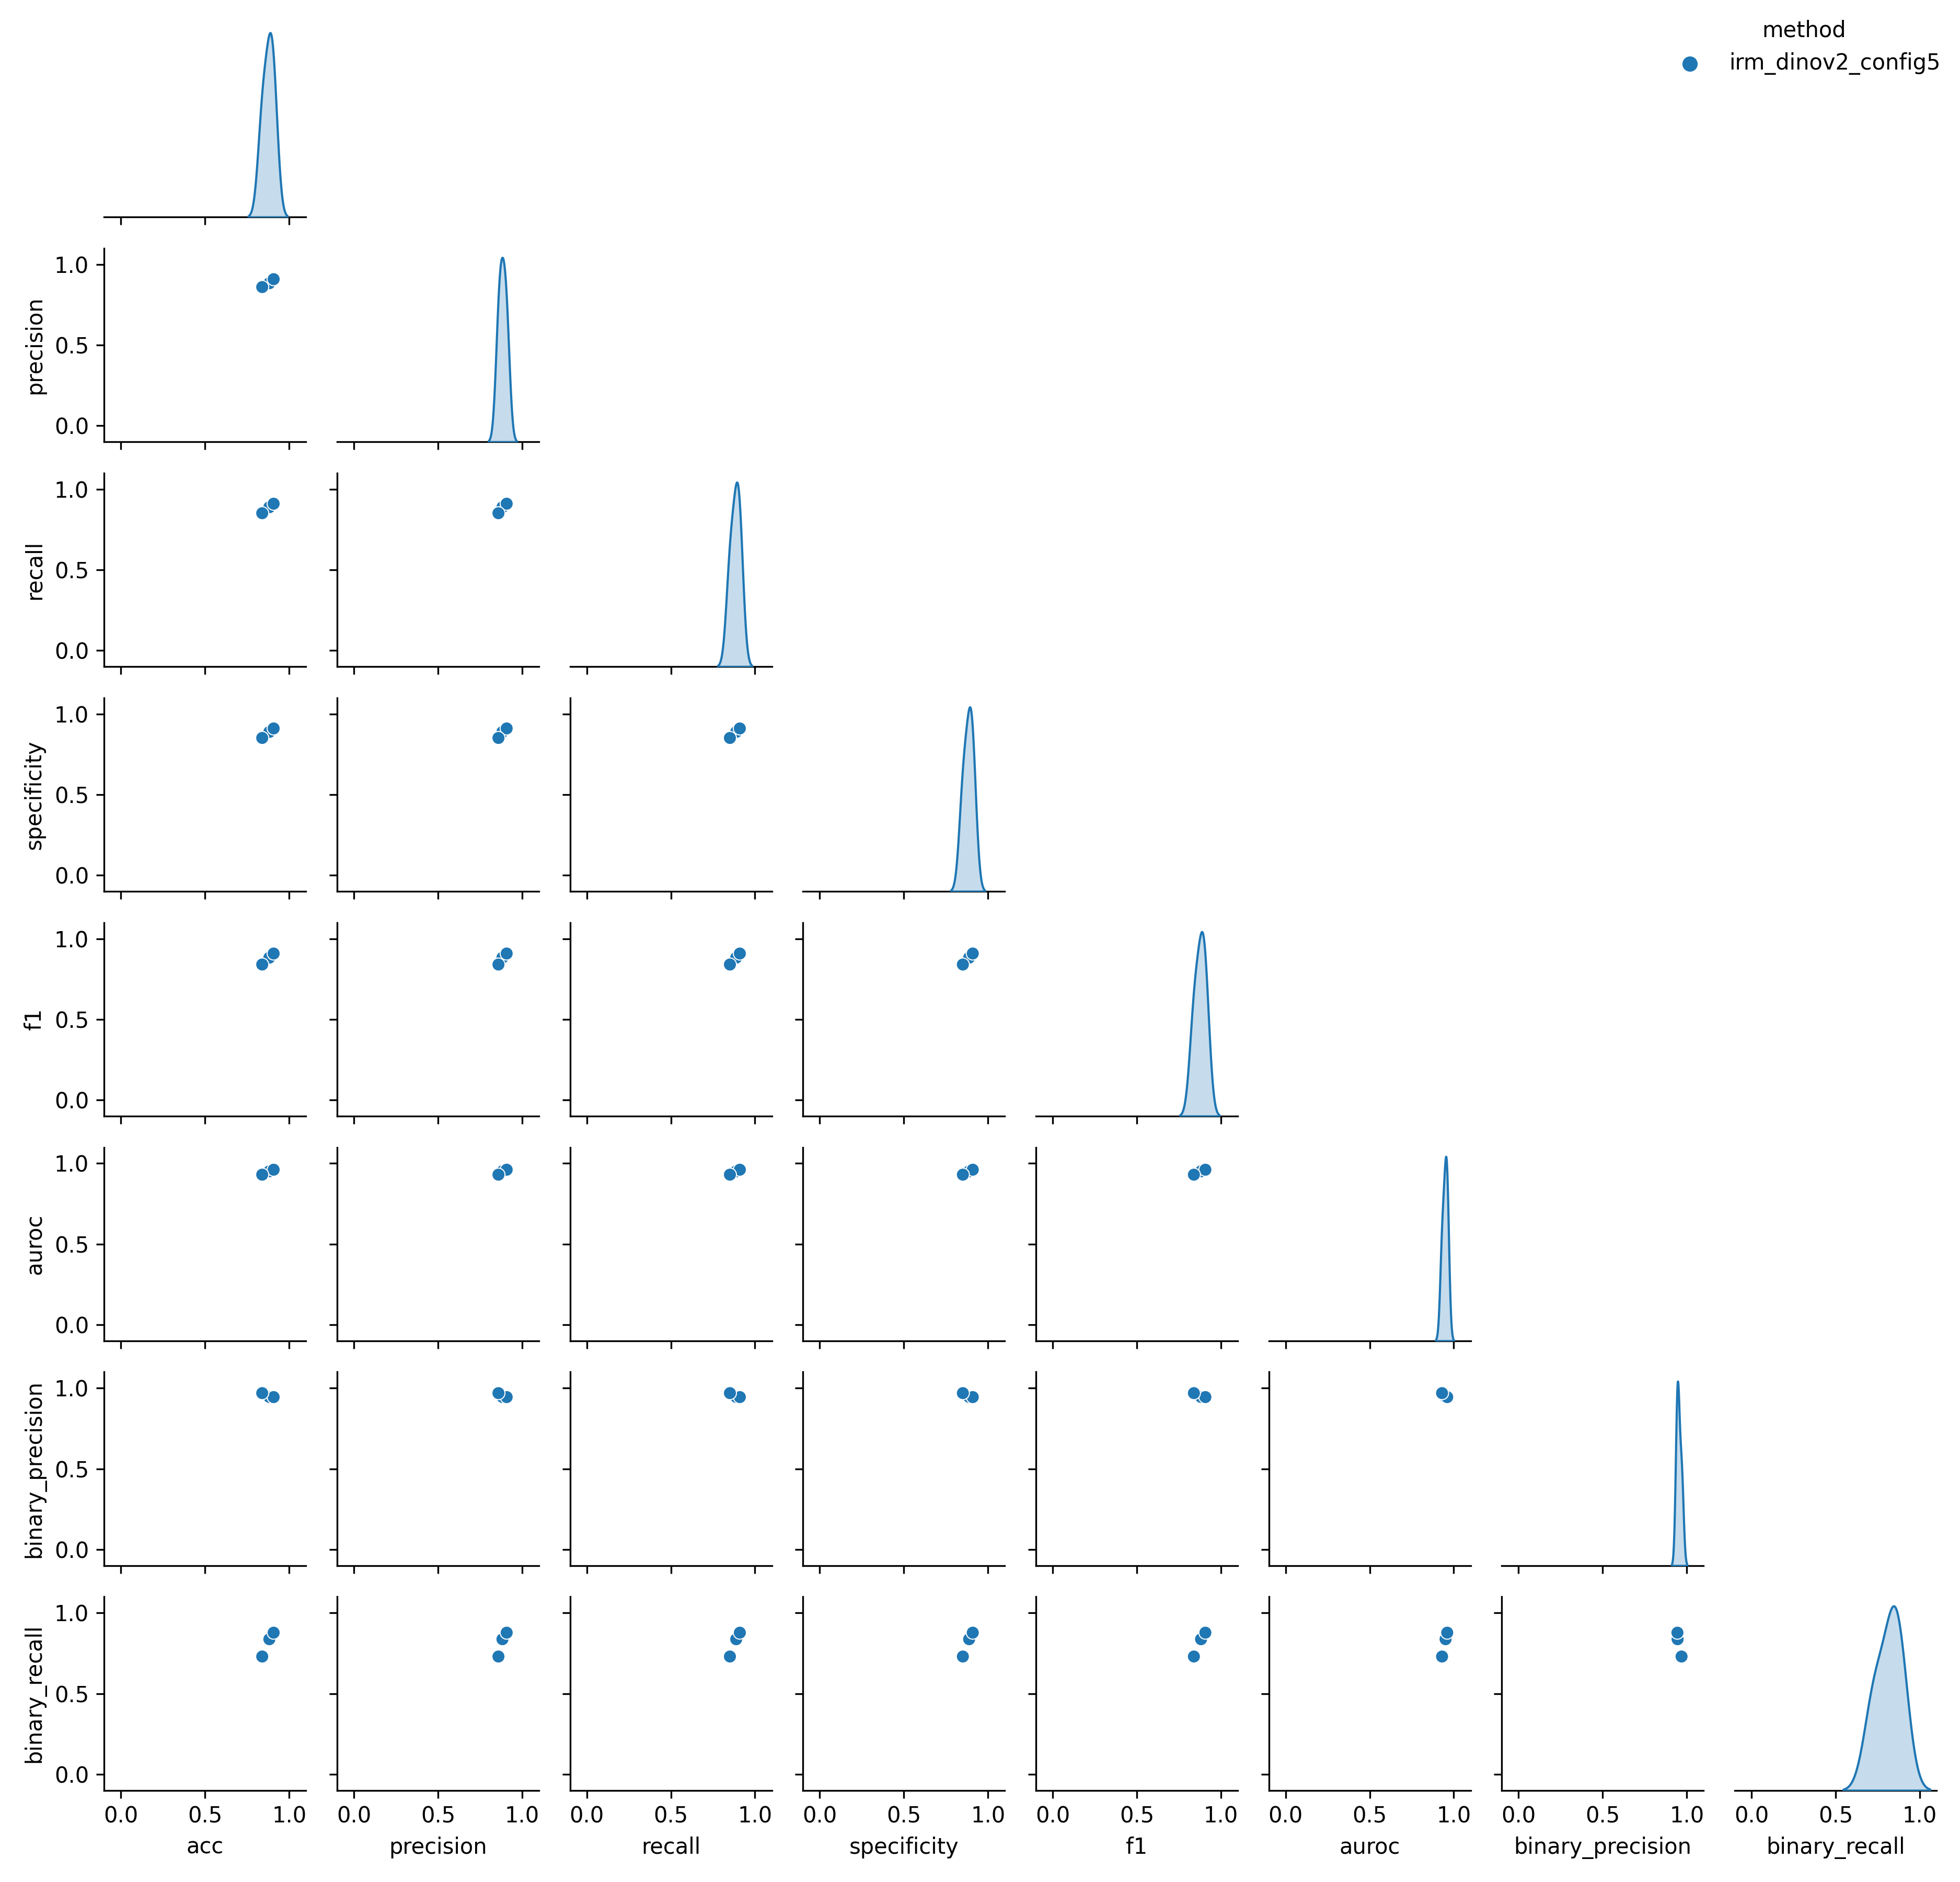 method
irm_dinov2_config5
1.0
precision
0.5
0.0
1.0
recall
0.5
0.0
1.0
specificity
0.5
0.0
1.0
f1
0.5
0.0
1.0
auroc
0.5
0.0
1.0
binary_precision
0.5
0.0
1.0
binary_recall
0.5
0.0
0.0 0.5 1.0 0.0 0.5 1.0 0.0 0.5 1.0 0.0 0.5 1.0 0.0 0.5 1.0 0.0 0.5 1.0 0.0 0.5 1.0 0.0 0.5 1.0
acc precision recall specificity f1 auroc binary_precision binary_recall